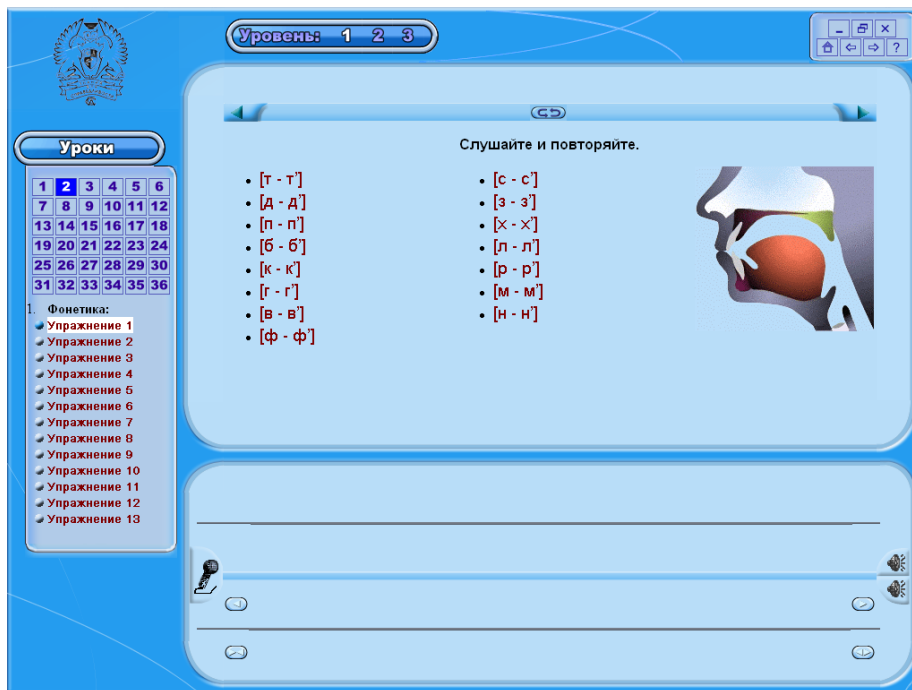 Уровень: 1 2 3
?
Уроки
1 2 3 4 5 6
7 8 9 10 11 12
13 14 15 16 17 18
19 20 21 22 23 24
25 26 27 28 29 30
31 32 33 34 35 36
1. Фонетика:
Упражнение 1
Упражнение 2
Упражнение 3
Упражнение 4
Упражнение 5
Упражнение 6
Упражнение 7
Упражнение 8
Упражнение 9
Упражнение 10
Упражнение 11
Упражнение 12
Упражнение 13
Слушайте и повторяйте.
• [т - т']
• [д - д']
• [п - п']
• [б - б']
• [к - к']
• [г - г']
• [в - в']
• [ф - ф']
• [с - с']
• [з - з']
• [х - х']
• [л - л']
• [р - р']
• [м - м']
• [н - н']